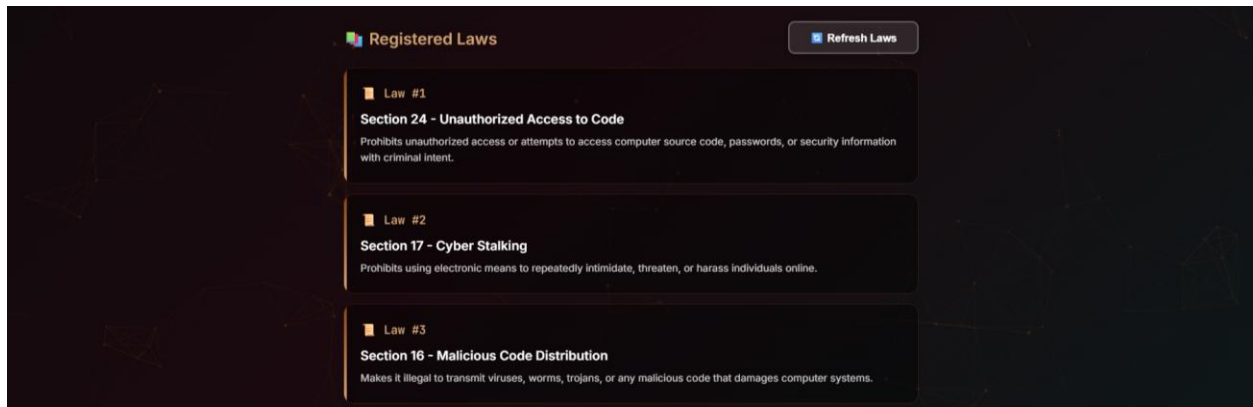 Registered Laws
Refresh Laws
Law #1
Section 24 - Unauthorized Access to Code
Prohibits unauthorized access or attempts to access computer source code, passwords, or security information
with criminal intent.
Law #2
Section 17 - Cyber Stalking
Prohibits using electronic means to repeatedly intimidate, threaten, or harass individuals online.
Law #3
Section 16 - Malicious Code Distribution
Makes it illegal to transmit viruses, worms, trojans, or any malicious code that damages computer systems.